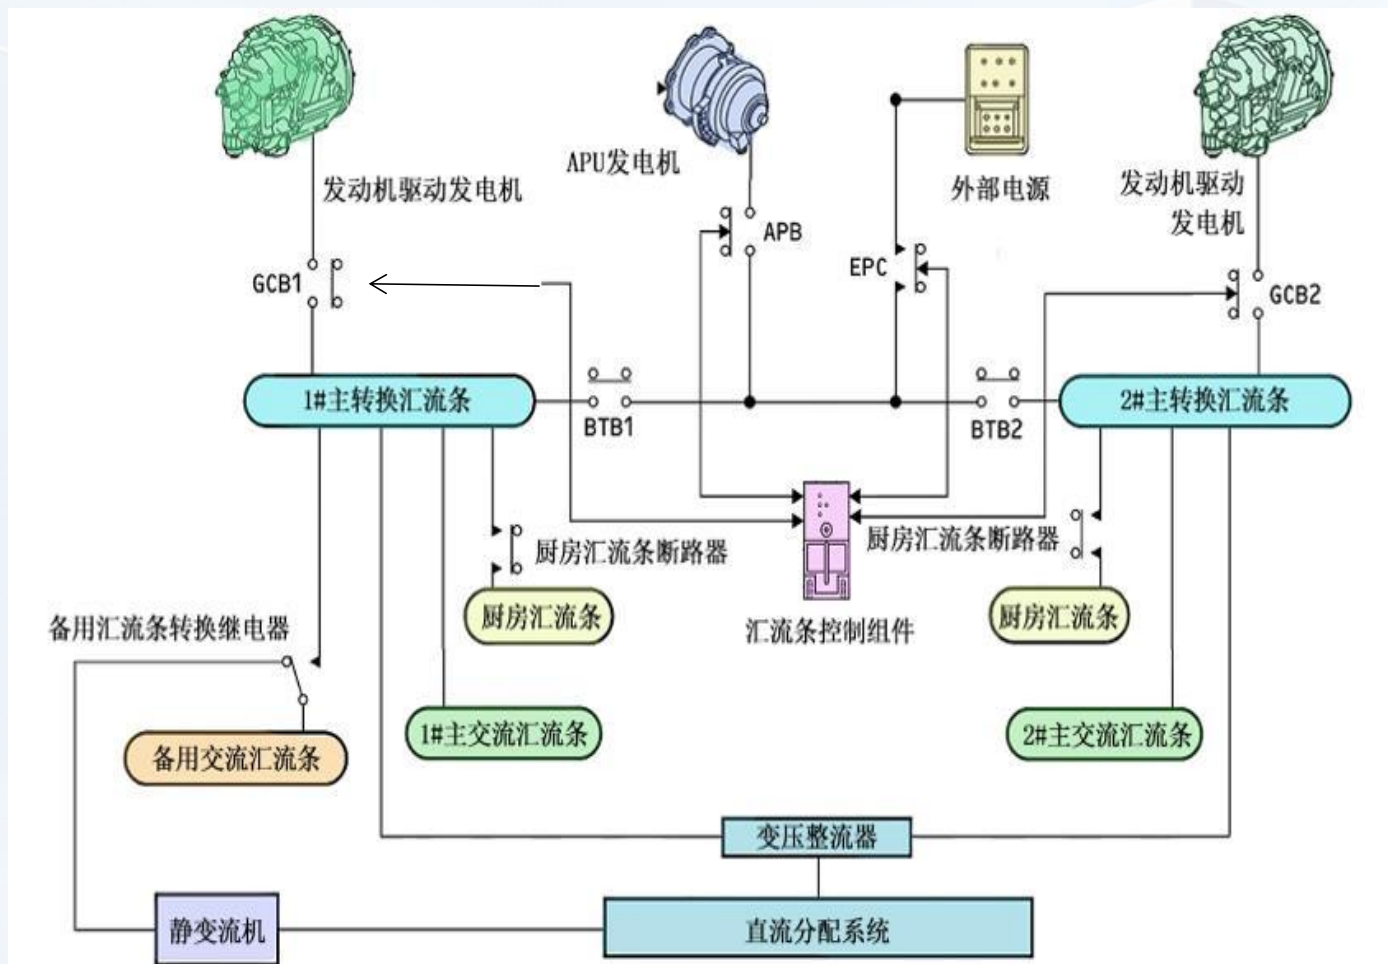 APU发电机
发动机驱动发电机
外部电源
发动机驱动
发电机
APB
EPC
GCB1
GCB2
1#主转换汇流条
2#主转换汇流条
BTB1
BTB2
厨房汇流条断路器
厨房汇流条断路器
厨房汇流条
厨房汇流条
备用汇流条转换继电器
汇流条控制组件
1#主交流汇流条
2#主交流汇流条
备用交流汇流条
变压整流器
静变流机
直流分配系统